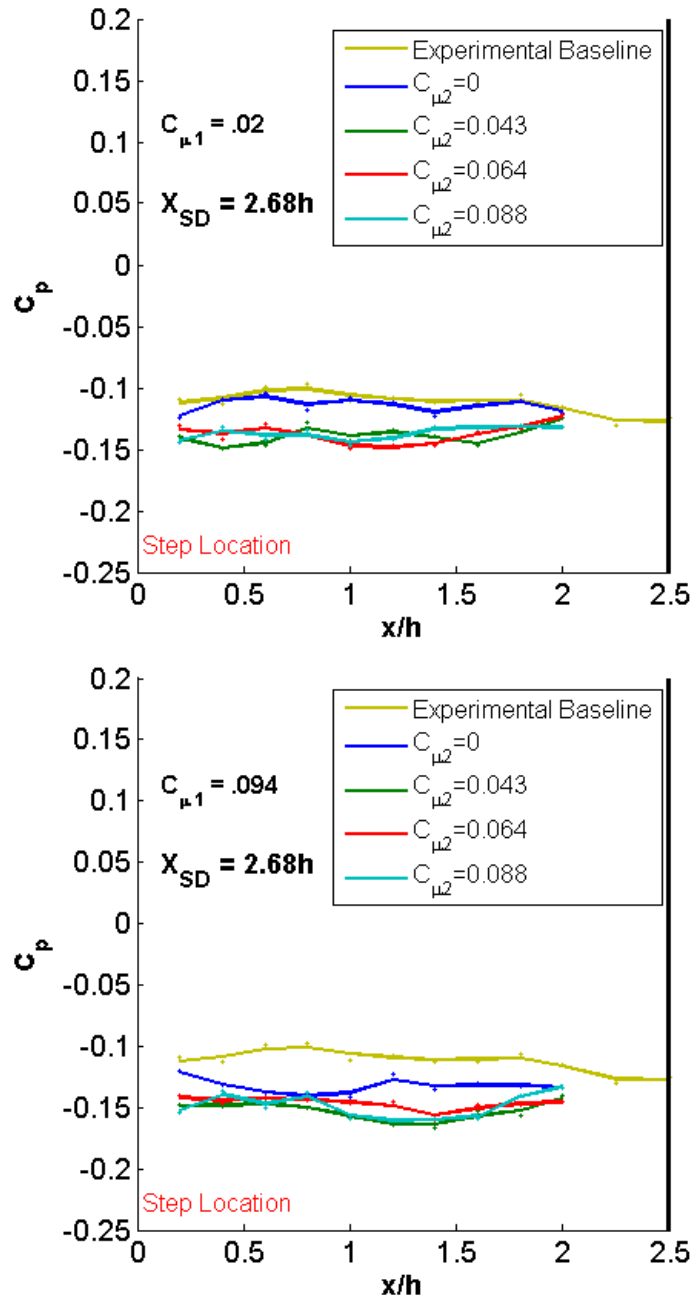 0.2
0.15
0.1
0.05
0
-0.05
-0.1
-0.15
-0.2
-0.25
Cp
Cμ1 = .02
XSD = 2.68h
Experimental Baseline
Cμ2=0
Cμ2=0.043
Cμ2=0.064
Cμ2=0.088
Step Location
0 0.5 1 1.5 2 2.5
x/h
0.2
0.15
0.1
0.05
0
-0.05
-0.1
-0.15
-0.2
-0.25
Cp
Cμ1 = .094
XSD = 2.68h
Experimental Baseline
Cμ2=0
Cμ2=0.043
Cμ2=0.064
Cμ2=0.088
Step Location
0 0.5 1 1.5 2 2.5
x/h